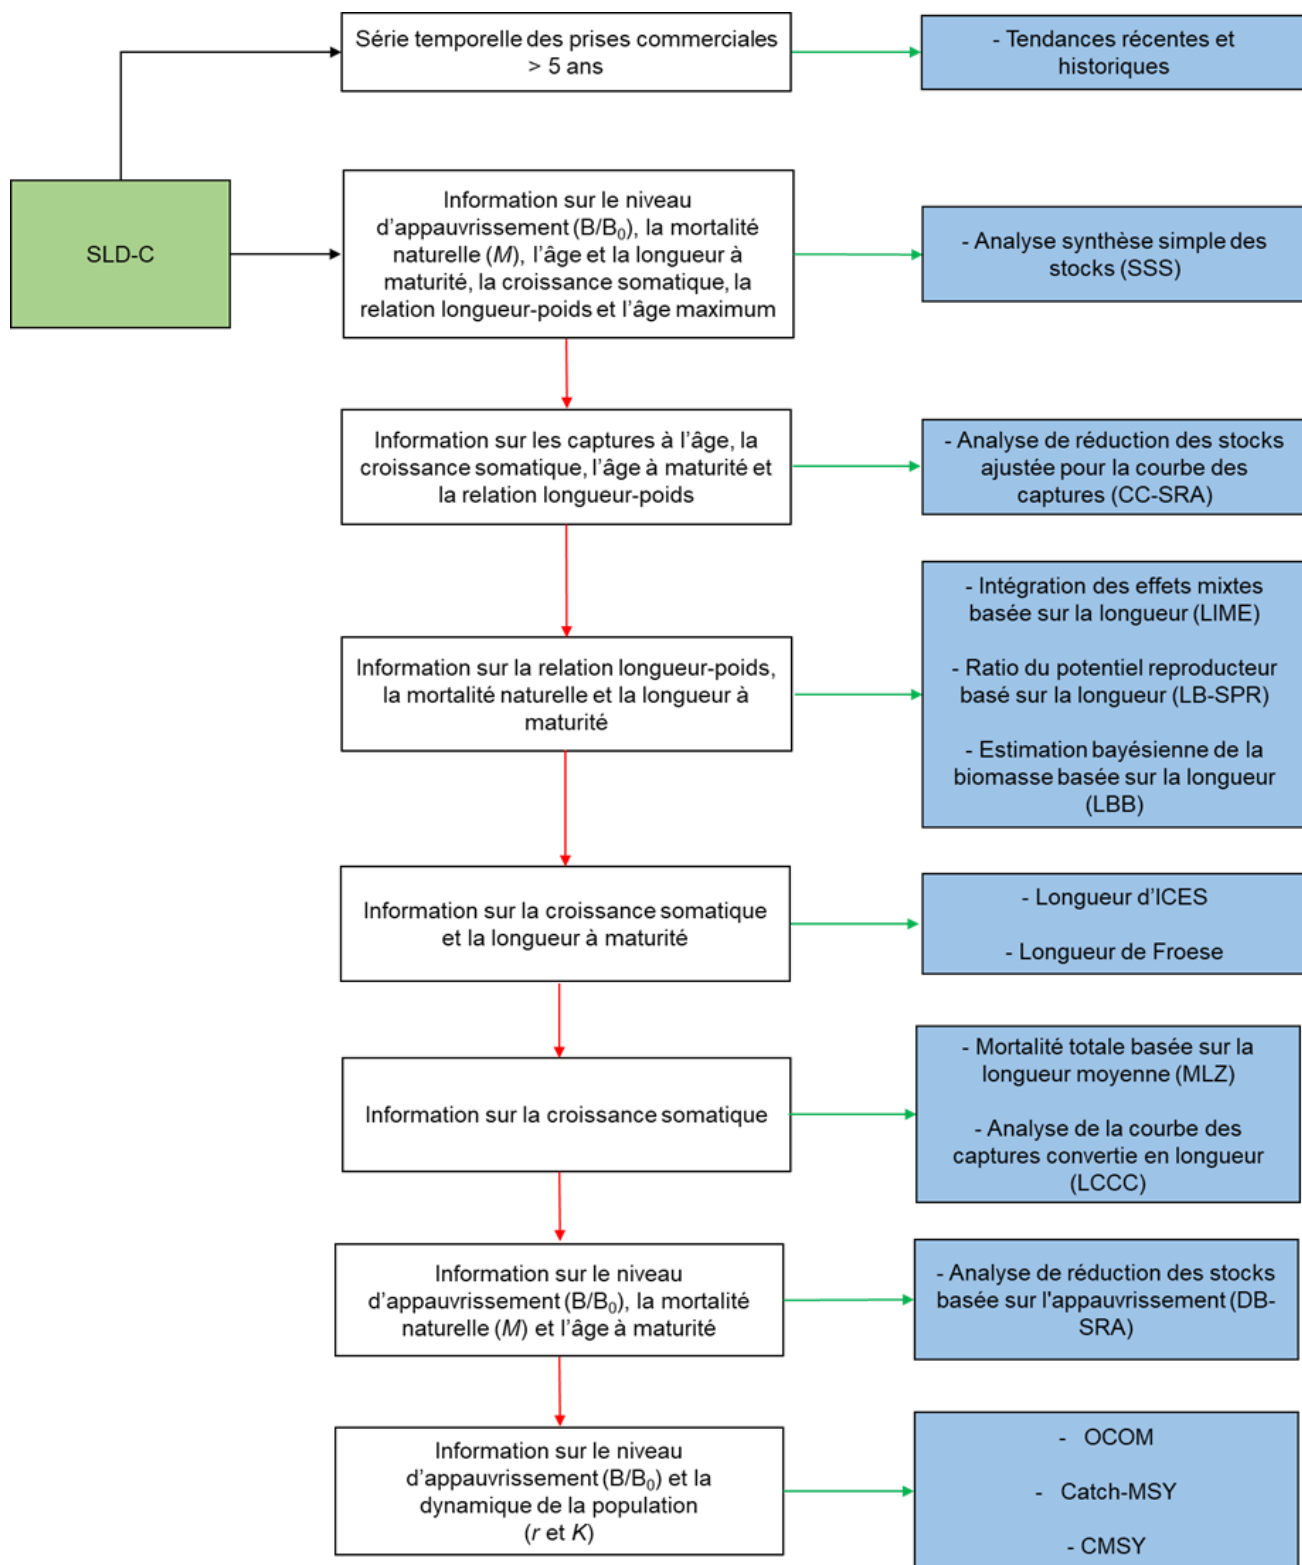 Série temporelle des prises commerciales
> 5 ans
- Tendances récentes et
historiques
SLD-C
Information sur le niveau
d'appauvrissement (B/B₀), la mortalité
naturelle (M), l'âge et la longueur à
maturité, la croissance somatique, la
relation longueur-poids et l'âge maximum
- Analyse synthèse simple des
stocks (SSS)
Information sur les captures à l'âge, la
croissance somatique, l'âge à maturité et
la relation longueur-poids
- Analyse de réduction des stocks
ajustée pour la courbe des
captures (CC-SRA)
Information sur la relation longueur-poids,
la mortalité naturelle et la longueur à
maturité
- Intégration des effets mixtes
basée sur la longueur (LIME)
- Ratio du potentiel reproducteur
basé sur la longueur (LB-SPR)
- Estimation bayésienne de la
biomasse basée sur la longueur
(LBB)
Information sur la croissance somatique
et la longueur à maturité
- Longueur d'ICES
- Longueur de Froese
Information sur la croissance somatique
- Mortalité totale basée sur la
longueur moyenne (MLZ)
- Analyse de la courbe des
captures convertie en longueur
(LCCC)
Information sur le niveau
d'appauvrissement (B/B₀), la mortalité
naturelle (M) et l'âge à maturité
- Analyse de réduction des stocks
basée sur l'appauvrissement (DB-
SRA)
Information sur le niveau
d'appauvrissement (B/B₀) et la
dynamique de la population
(r et K)
- OCOM
- Catch-MSY
- CMSY